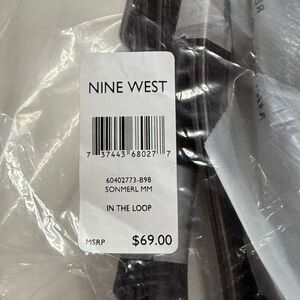 NINE WEST
7 37443 68027 7
60402773-B98
SONMERL MM
IN THE LOOP
MSRP $69.00